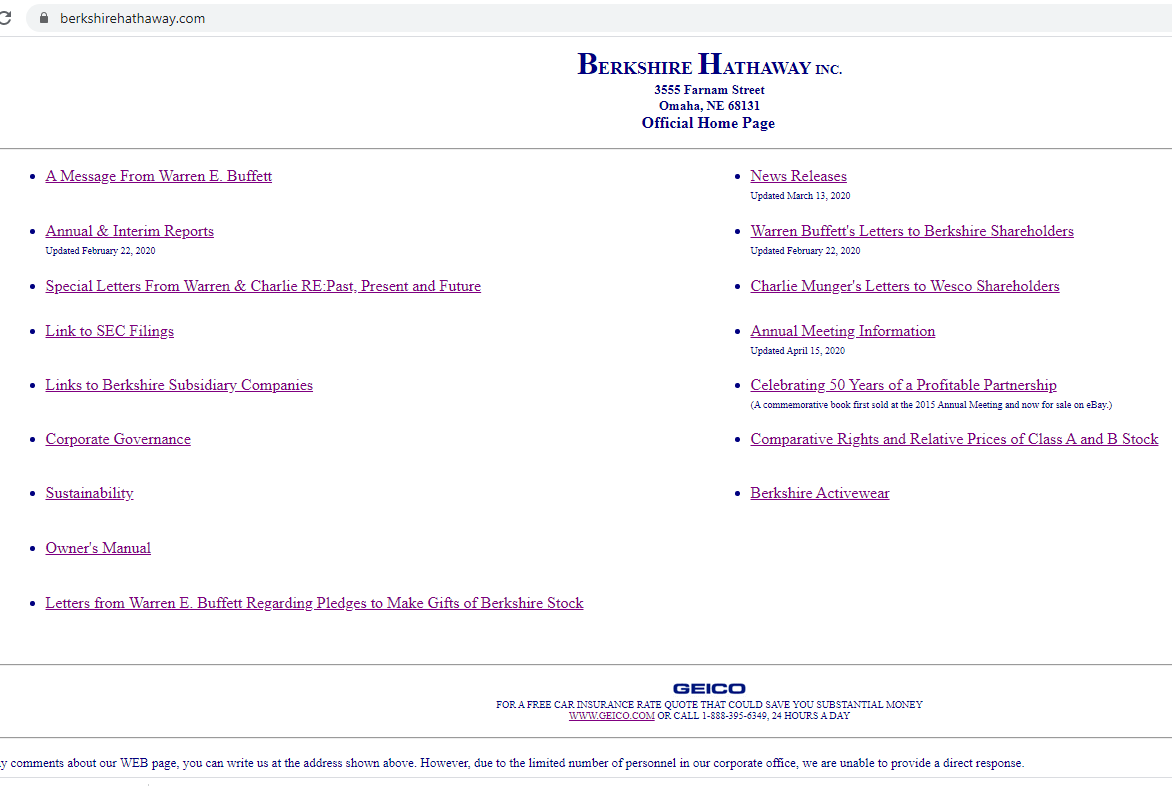 berkshirehathaway.com
BERKSHIRE HATHAWAY INC.
3555 Farnam Street
Omaha, NE 68131
Official Home Page
A Message From Warren E. Buffett
News Releases
Updated March 13, 2020
Annual & Interim Reports
Updated February 22, 2020
Warren Buffett's Letters to Berkshire Shareholders
Updated February 22, 2020
Special Letters From Warren & Charlie RE:Past, Present and Future
Charlie Munger's Letters to Wesco Shareholders
Link to SEC Filings
Annual Meeting Information
Updated April 15, 2020
Links to Berkshire Subsidiary Companies
Celebrating 50 Years of a Profitable Partnership
(A commemorative book first sold at the 2015 Annual Meeting and now for sale on eBay.)
Corporate Governance
Comparative Rights and Relative Prices of Class A and B Stock
Sustainability
Berkshire Activewear
Owner's Manual
Letters from Warren E. Buffett Regarding Pledges to Make Gifts of Berkshire Stock
GEICO
FOR A FREE CAR INSURANCE RATE QUOTE THAT COULD SAVE YOU SUBSTANTIAL MONEY
WWW.GEICO.COM OR CALL 1-888-395-6349, 24 HOURS A DAY
y comments about our WEB page, you can write us at the address shown above. However, due to the limited number of personnel in our corporate office, we are unable to provide a direct response.